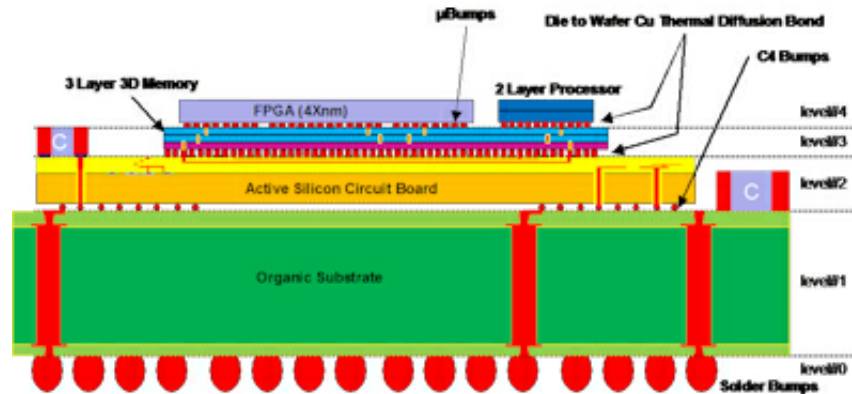 µBumps
Die to Wafer Cu Thermal Diffusion Bond
C4 Bumps
3 Layer 3D Memory
2 Layer Processor
FPGA (4Xnm)
level#4
C
level#3
Active Silicon Circuit Board
level#2
C
Organic Substrate
level#1
level#0
Solder Bumps